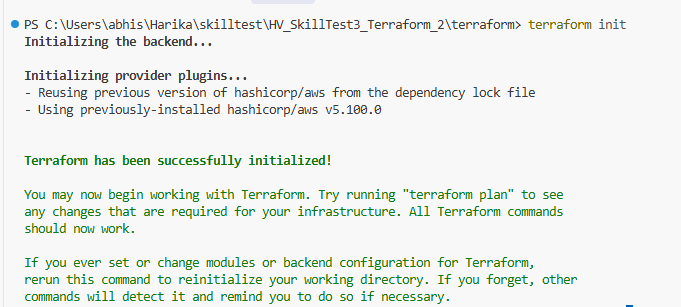 PS C:\Users\abhis\Harika\skilltest\HV_SkillTest3_Terraform_2\terraform> terraform init
Initializing the backend...
Initializing provider plugins...
- Reusing previous version of hashicorp/aws from the dependency lock file
- Using previously-installed hashicorp/aws v5.100.0
Terraform has been successfully initialized!
You may now begin working with Terraform. Try running "terraform plan" to see
any changes that are required for your infrastructure. All Terraform commands
should now work.
If you ever set or change modules or backend configuration for Terraform,
rerun this command to reinitialize your working directory. If you forget, other
commands will detect it and remind you to do so if necessary.